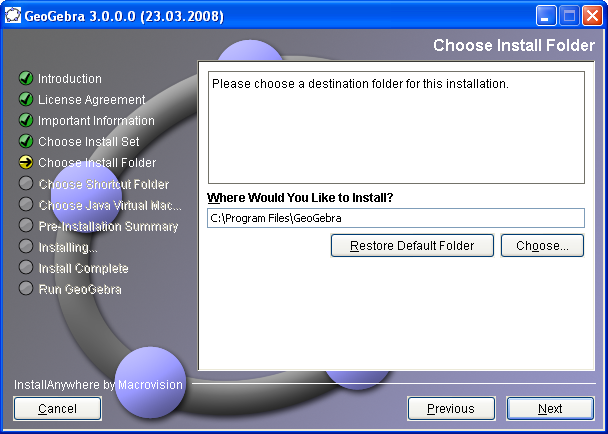 GeoGebra 3.0.0.0 (23.03.2008)
Choose Install Folder
Introduction
License Agreement
Important Information
Choose Install Set
Choose Install Folder
Choose Shortcut Folder
Choose Java Virtual Mac...
Pre-Installation Summary
Installing...
Install Complete
Run GeoGebra
Please choose a destination folder for this installation.
Where Would You Like to Install?
C:\Program Files\GeoGebra
Restore Default Folder
Choose...
InstallAnywhere by Macrovision
Cancel
Previous
Next